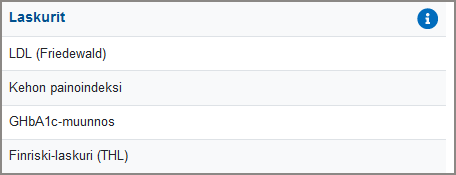 Laskurit
LDL (Friedewald)
Kehon painoindeksi
GHbA1c-muunnos
Finriski-laskuri (THL)